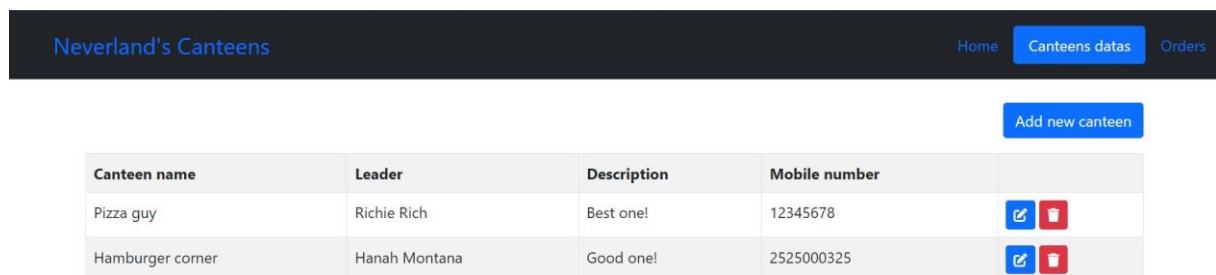 Neverland's Canteens Home Canteens datas Orders
Add new canteen
Canteen name Leader Description Mobile number
Pizza guy Richie Rich Best one! 12345678
Hamburger corner Hanah Montana Good one! 2525000325